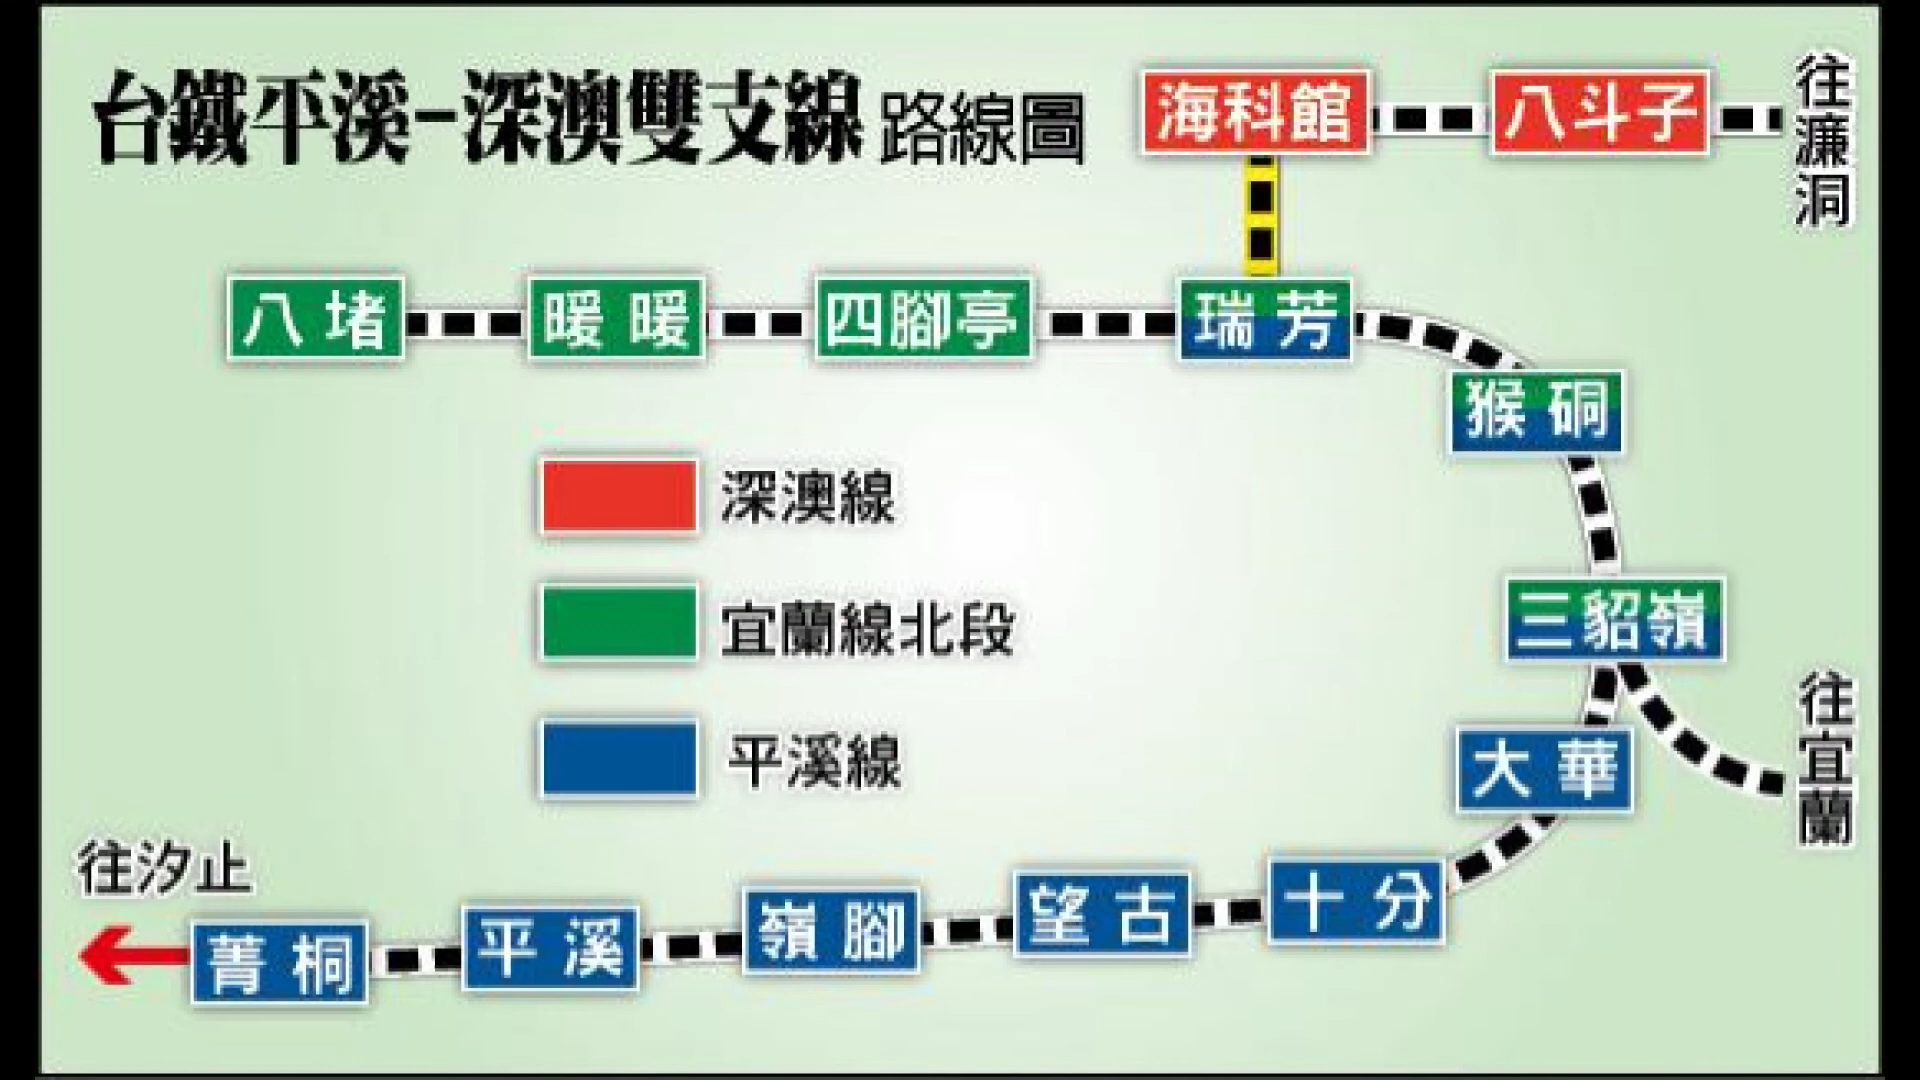 台鐵平溪-深澳雙支線路線圖
海科館
八斗子
往濂洞
八堵
暖暖
四腳亭
瑞芳
猴硐
深澳線
三貂嶺
宜蘭線北段
往宜蘭
大華
平溪線
往汐止
十分
望古
嶺腳
平溪
菁桐